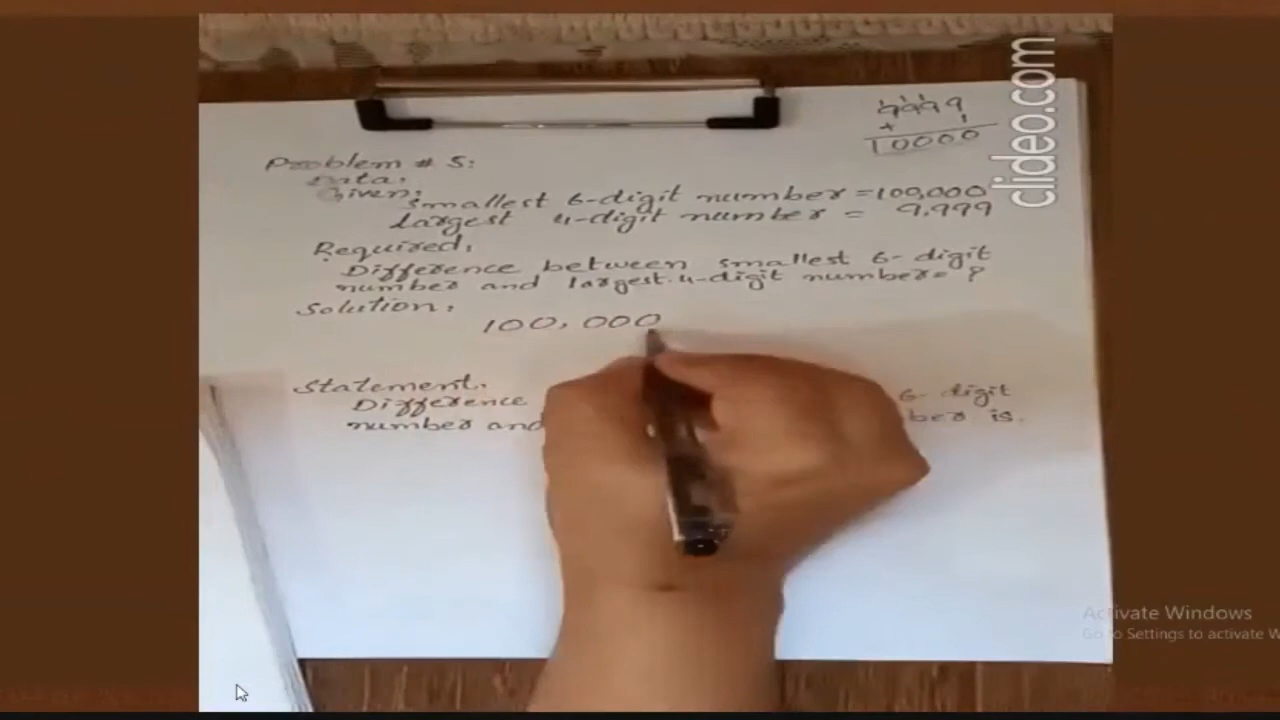 9999
+ 1
10000
Problem # 5:
Data:
Given:
smallest 6-digit number = 100,000
largest 4-digit number = 9,999
Required:
Difference between smallest 6-digit
number and largest 4-digit number = ?
Solution:
100,000
Statement:
Difference 6-digit
number and is
clideo.com
Activate Windows
Go to Settings to activate W